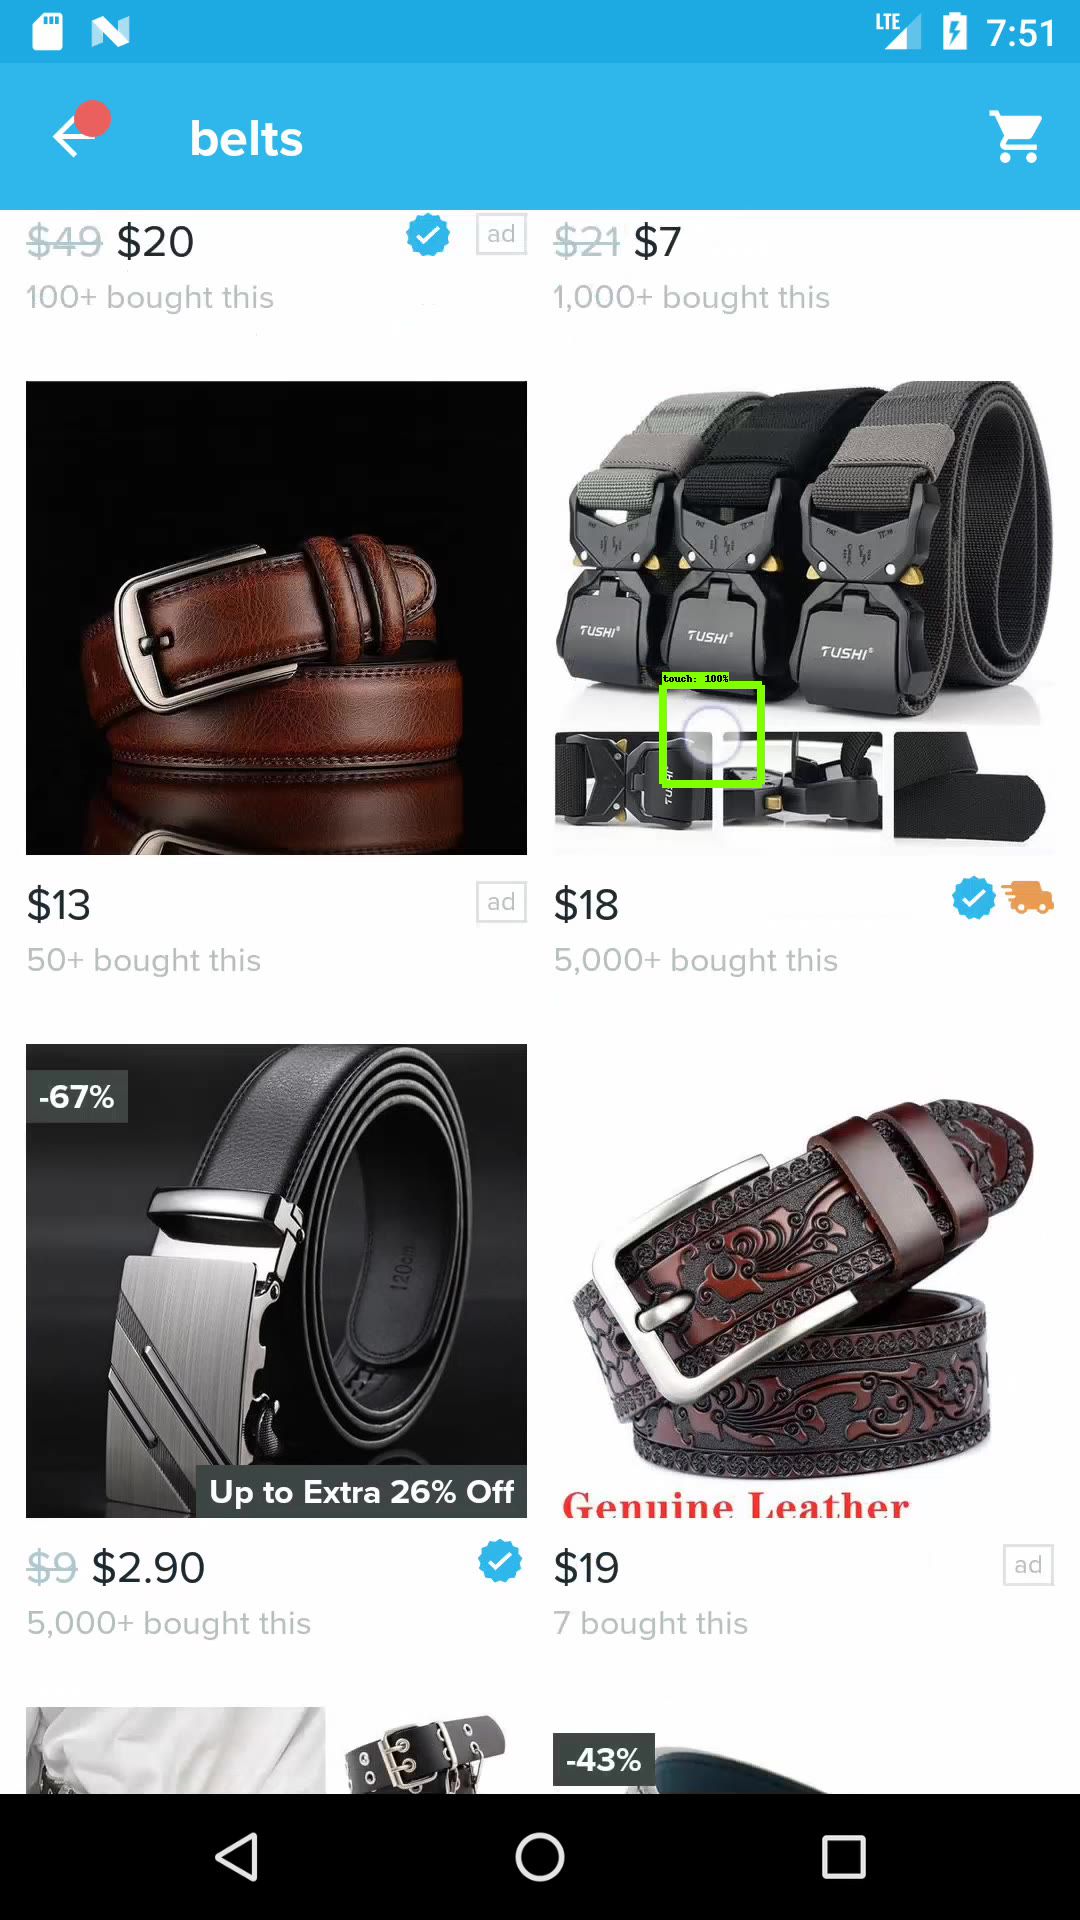 LTE 7:51
belts
$49 $20 ad
100+ bought this
$21 $7
1,000+ bought this
TUSHI®
TUSHI®
TUSHI®
touch: 100%
TUSHI
$13 ad
50+ bought this
$18
5,000+ bought this
-67%
120cm
Up to Extra 26% Off
$9 $2.90
5,000+ bought this
Genuine Leather
$19 ad
7 bought this
-43%